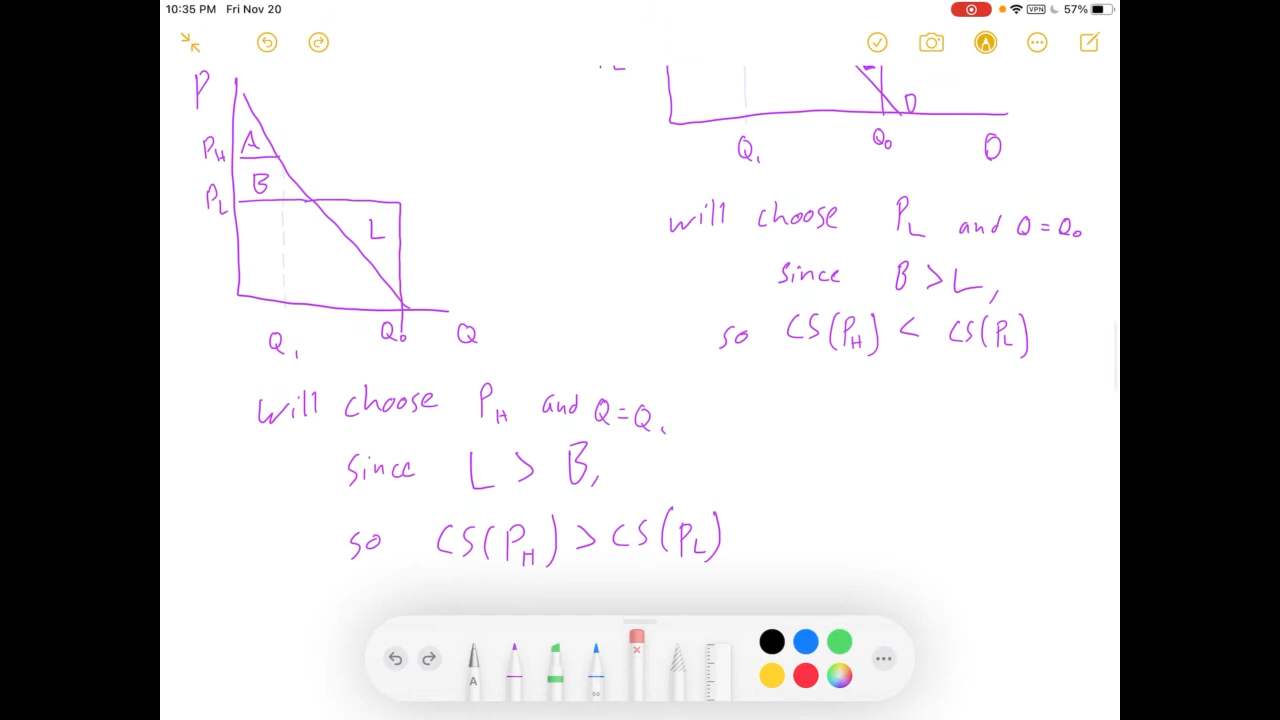 10:35 PM Fri Nov 20
VPN 57%
P
A
P_H
B
P_L
L
Q_1 Q_0 Q
D
Q_1 Q_0 Q
will choose P_L and Q = Q_0
since B > L,
so CS(P_H) < CS(P_L)
will choose P_H and Q = Q_1
since L > B,
so CS(P_H) > CS(P_L)
A